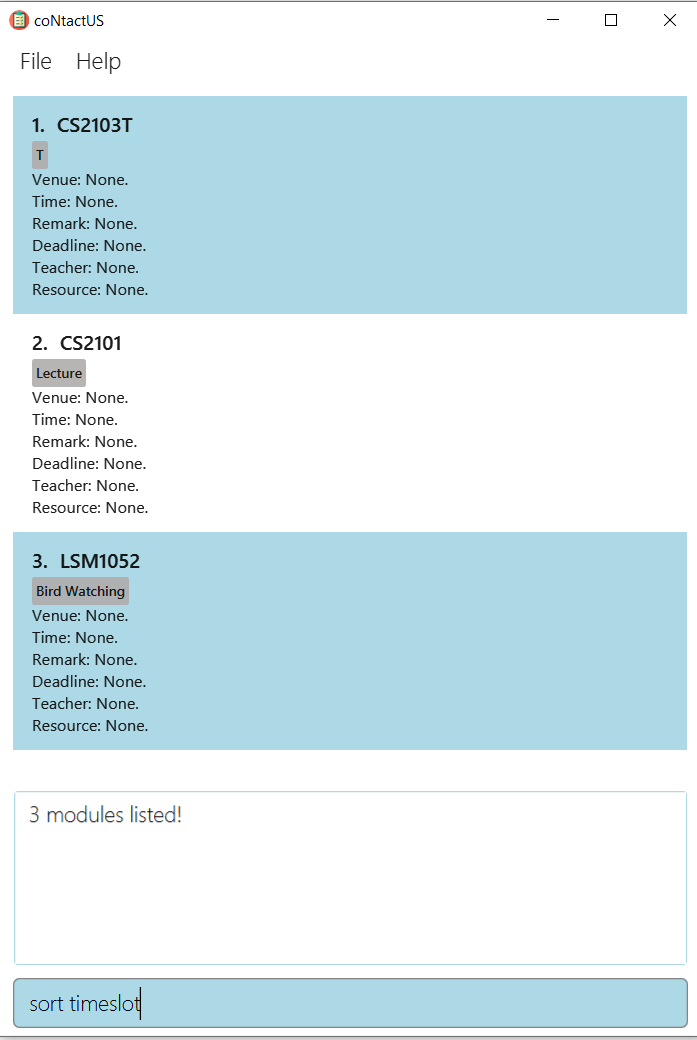 coNtactUS
File Help
1. CS2103T
T
Venue: None.
Time: None.
Remark: None.
Deadline: None.
Teacher: None.
Resource: None.
2. CS2101
Lecture
Venue: None.
Time: None.
Remark: None.
Deadline: None.
Teacher: None.
Resource: None.
3. LSM1052
Bird Watching
Venue: None.
Time: None.
Remark: None.
Deadline: None.
Teacher: None.
Resource: None.
3 modules listed!
sort timeslot